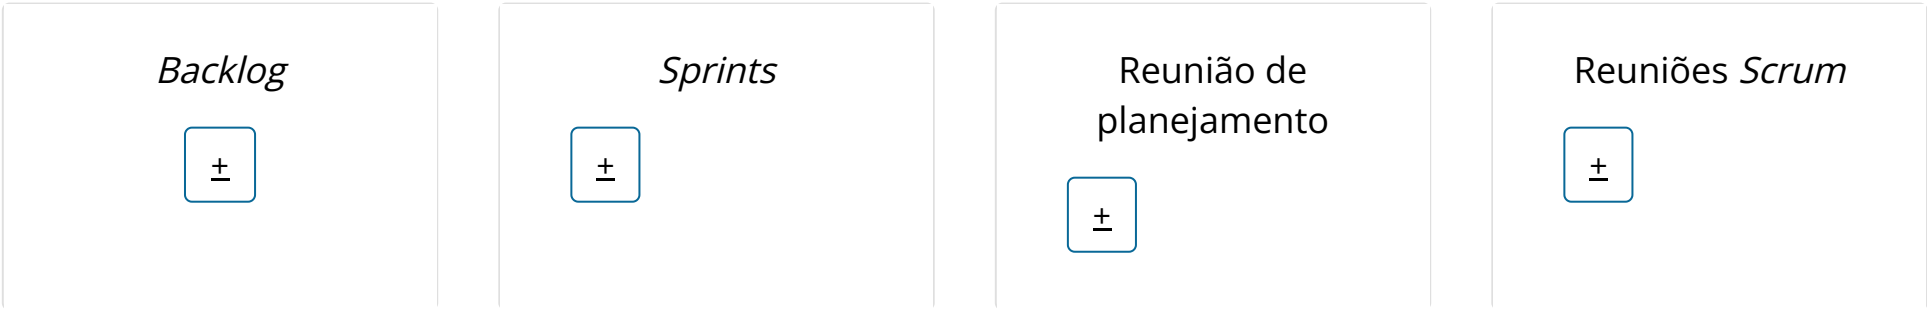 Backlog
±
Sprints
±
Reunião de
planejamento
±
Reuniões Scrum
±